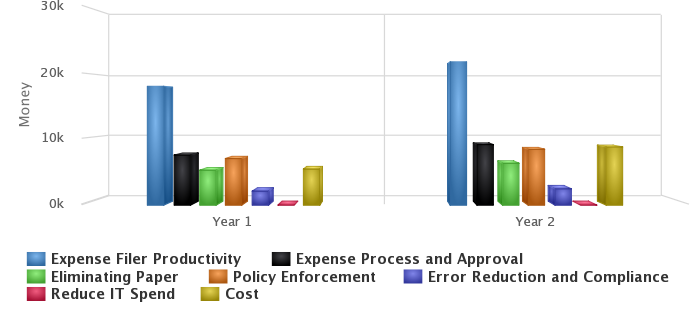 30k
20k
10k
0k
Money
Year 1
Year 2
Expense Filer Productivity
Expense Process and Approval
Eliminating Paper
Policy Enforcement
Error Reduction and Compliance
Reduce IT Spend
Cost